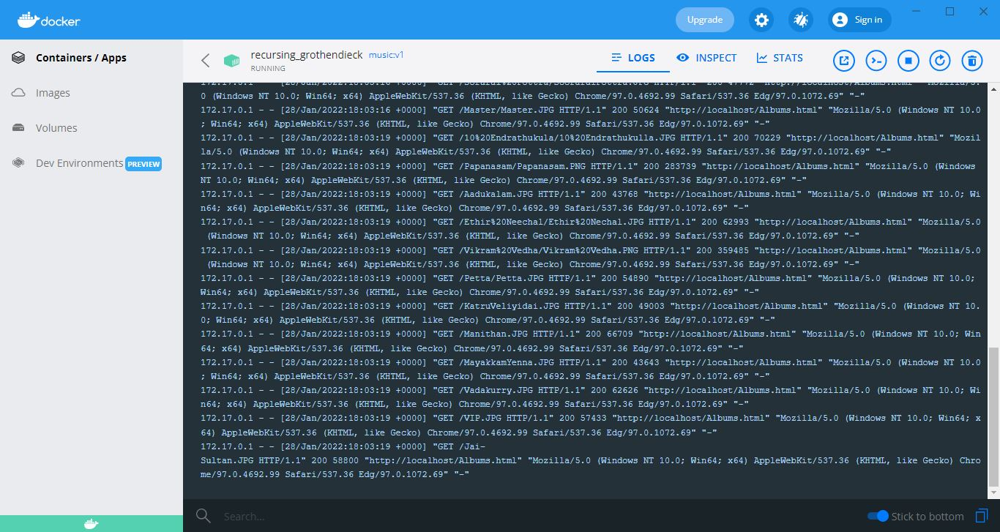 docker
Upgrade
Sign in
Containers / Apps
Images
Volumes
Dev Environments PREVIEW
recursing_grothendieck music:v1
RUNNING
LOGS
INSPECT
STATS
0 (Windows NT 10.0; Win64; x64) AppleWebKit/537.36 (KHTML, like Gecko) Chrome/97.0.4692.99 Safari/537.36 Edg/97.0.1072.69" "-"
172.17.0.1 - - [28/Jan/2022:18:03:16 +0000] "GET /Master/Master.JPG HTTP/1.1" 200 50624 "http://localhost/Albums.html" "Mozilla/5.0 (Windows NT 10.0
; Win64; x64) AppleWebKit/537.36 (KHTML, like Gecko) Chrome/97.0.4692.99 Safari/537.36 Edg/97.0.1072.69" "-"
172.17.0.1 - - [28/Jan/2022:18:03:19 +0000] "GET /10%20Endrathukula/10%20Endrathukulla.JPG HTTP/1.1" 200 70229 "http://localhost/Albums.html" "Mozil
la/5.0 (Windows NT 10.0; Win64; x64) AppleWebKit/537.36 (KHTML, like Gecko) Chrome/97.0.4692.99 Safari/537.36 Edg/97.0.1072.69" "-"
172.17.0.1 - - [28/Jan/2022:18:03:19 +0000] "GET /Papanasam/Papanasam.PNG HTTP/1.1" 200 283739 "http://localhost/Albums.html" "Mozilla/5.0 (Windows
NT 10.0; Win64; x64) AppleWebKit/537.36 (KHTML, like Gecko) Chrome/97.0.4692.99 Safari/537.36 Edg/97.0.1072.69" "-"
172.17.0.1 - - [28/Jan/2022:18:03:19 +0000] "GET /Aadukalam.JPG HTTP/1.1" 200 43768 "http://localhost/Albums.html" "Mozilla/5.0 (Windows NT 10.0; Wi
n64; x64) AppleWebKit/537.36 (KHTML, like Gecko) Chrome/97.0.4692.99 Safari/537.36 Edg/97.0.1072.69" "-"
172.17.0.1 - - [28/Jan/2022:18:03:19 +0000] "GET /Ethir%20Neechal/Ethir%20Nechal.JPG HTTP/1.1" 200 62993 "http://localhost/Albums.html" "Mozilla/5.0
(Windows NT 10.0; Win64; x64) AppleWebKit/537.36 (KHTML, like Gecko) Chrome/97.0.4692.99 Safari/537.36 Edg/97.0.1072.69" "-"
172.17.0.1 - - [28/Jan/2022:18:03:19 +0000] "GET /Vikram%20Vedha/Vikram%20Vedha.PNG HTTP/1.1" 200 359485 "http://localhost/Albums.html" "Mozilla/5.0
(Windows NT 10.0; Win64; x64) AppleWebKit/537.36 (KHTML, like Gecko) Chrome/97.0.4692.99 Safari/537.36 Edg/97.0.1072.69" "-"
172.17.0.1 - - [28/Jan/2022:18:03:19 +0000] "GET /Petta/Petta.JPG HTTP/1.1" 200 54890 "http://localhost/Albums.html" "Mozilla/5.0 (Windows NT 10.0;
Win64; x64) AppleWebKit/537.36 (KHTML, like Gecko) Chrome/97.0.4692.99 Safari/537.36 Edg/97.0.1072.69" "-"
172.17.0.1 - - [28/Jan/2022:18:03:19 +0000] "GET /KatruVeliyidai.JPG HTTP/1.1" 200 49003 "http://localhost/Albums.html" "Mozilla/5.0 (Windows NT 10.
0; Win64; x64) AppleWebKit/537.36 (KHTML, like Gecko) Chrome/97.0.4692.99 Safari/537.36 Edg/97.0.1072.69" "-"
172.17.0.1 - - [28/Jan/2022:18:03:19 +0000] "GET /Manithan.JPG HTTP/1.1" 200 66709 "http://localhost/Albums.html" "Mozilla/5.0 (Windows NT 10.0; Win
64; x64) AppleWebKit/537.36 (KHTML, like Gecko) Chrome/97.0.4692.99 Safari/537.36 Edg/97.0.1072.69" "-"
172.17.0.1 - - [28/Jan/2022:18:03:19 +0000] "GET /MayakkamYenna.JPG HTTP/1.1" 200 43643 "http://localhost/Albums.html" "Mozilla/5.0 (Windows NT 10.0
; Win64; x64) AppleWebKit/537.36 (KHTML, like Gecko) Chrome/97.0.4692.99 Safari/537.36 Edg/97.0.1072.69" "-"
172.17.0.1 - - [28/Jan/2022:18:03:19 +0000] "GET /Vadakurry.JPG HTTP/1.1" 200 62626 "http://localhost/Albums.html" "Mozilla/5.0 (Windows NT 10.0; Wi
n64; x64) AppleWebKit/537.36 (KHTML, like Gecko) Chrome/97.0.4692.99 Safari/537.36 Edg/97.0.1072.69" "-"
172.17.0.1 - - [28/Jan/2022:18:03:19 +0000] "GET /VIP.JPG HTTP/1.1" 200 57433 "http://localhost/Albums.html" "Mozilla/5.0 (Windows NT 10.0; Win64; x
64) AppleWebKit/537.36 (KHTML, like Gecko) Chrome/97.0.4692.99 Safari/537.36 Edg/97.0.1072.69" "-"
172.17.0.1 - - [28/Jan/2022:18:03:19 +0000] "GET /Jai-
Sultan.JPG HTTP/1.1" 200 58800 "http://localhost/Albums.html" "Mozilla/5.0 (Windows NT 10.0; Win64; x64) AppleWebKit/537.36 (KHTML, like Gecko) Chro
me/97.0.4692.99 Safari/537.36 Edg/97.0.1072.69" "-"
Search...
Stick to bottom